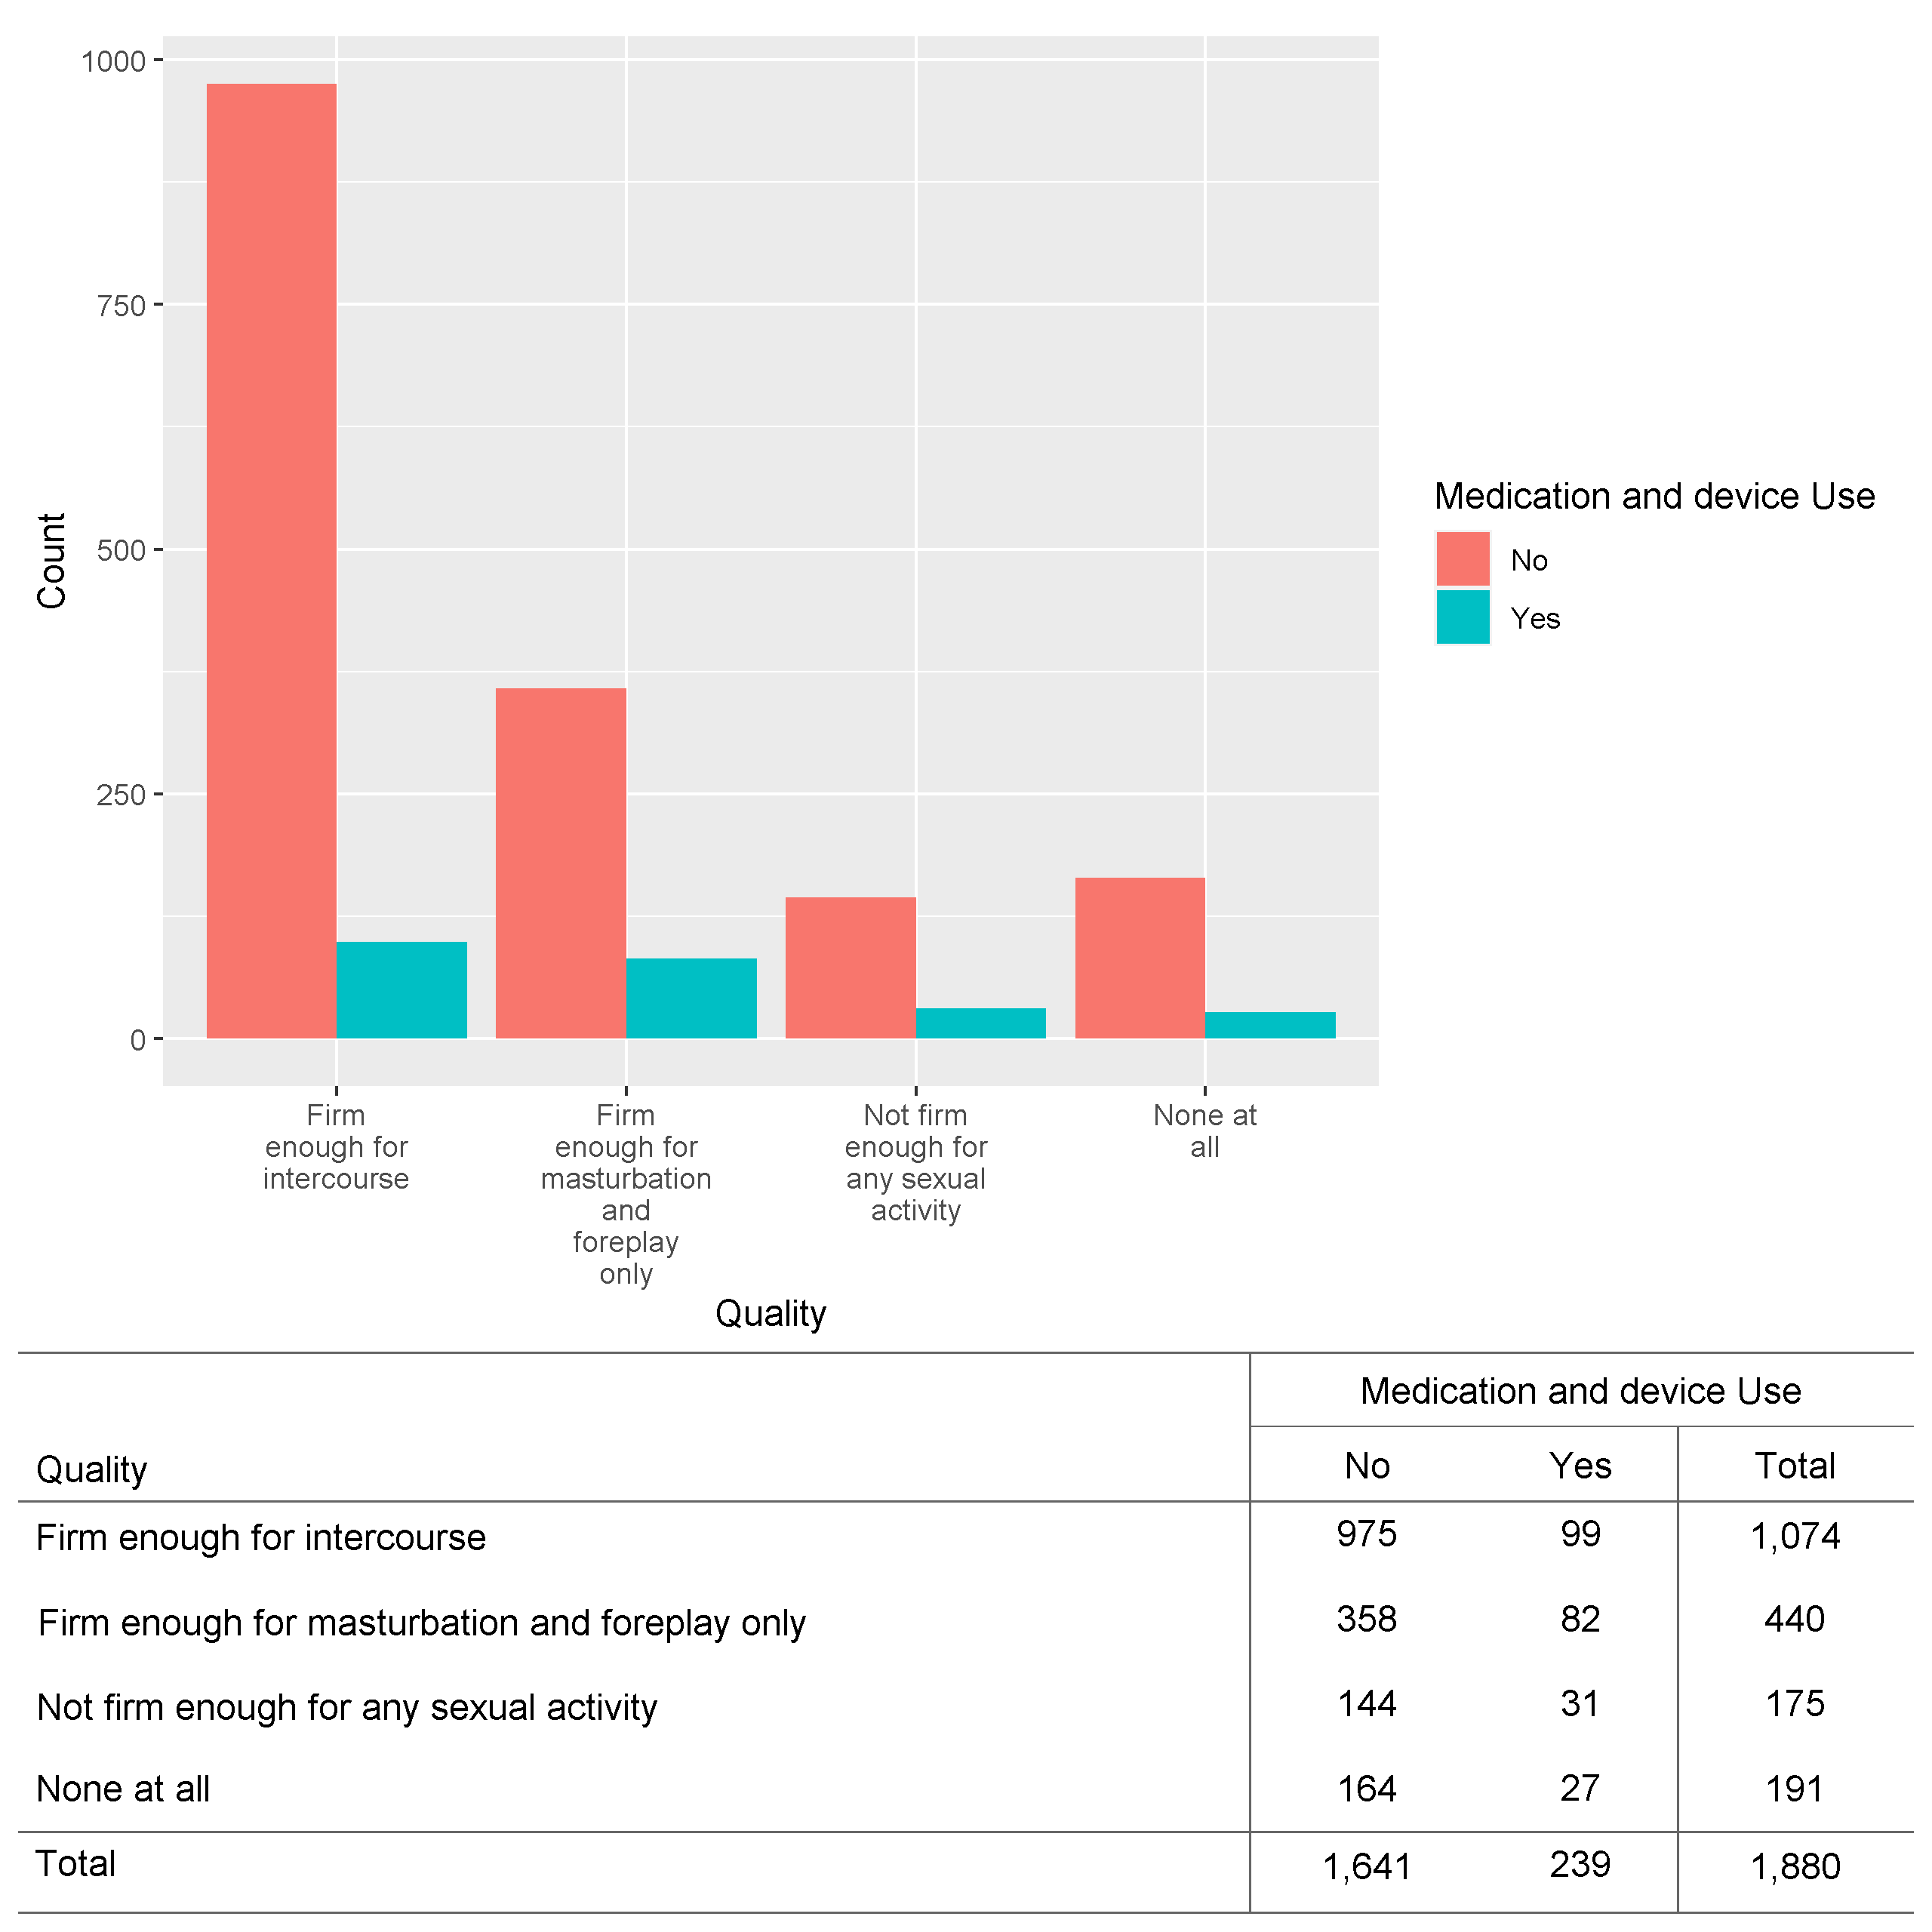 1000
750
500
250
0
Count
Firm
enough for
intercourse
Firm
enough for
masturbation
and
foreplay
only
Not firm
enough for
any sexual
activity
None at
all
Quality
Medication and device Use
No
Yes
Medication and device Use
Quality No Yes Total
Firm enough for intercourse 975 99 1,074
Firm enough for masturbation and foreplay only 358 82 440
Not firm enough for any sexual activity 144 31 175
None at all 164 27 191
Total 1,641 239 1,880